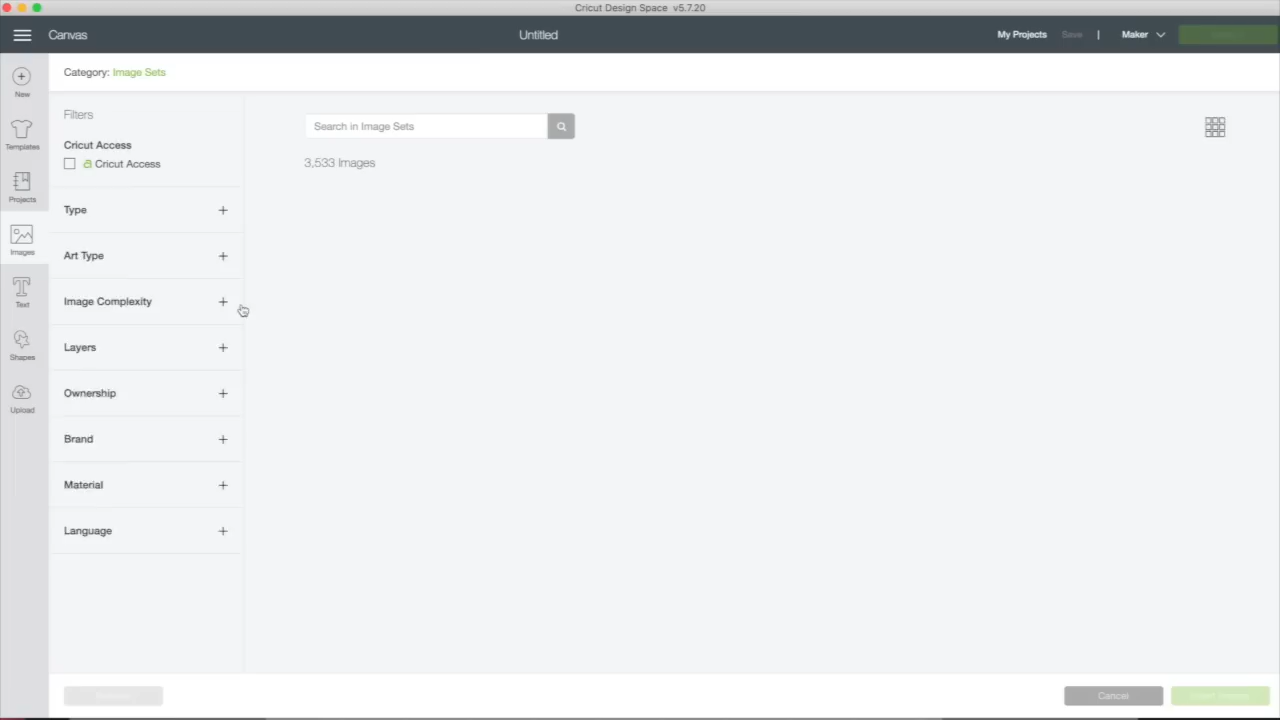 Cricut Design Space v5.7.20
Canvas
Untitled
My Projects
Save
|
Maker
Category: Image Sets
New
Templates
Projects
Images
Text
Shapes
Upload
Filters
Cricut Access
a Cricut Access
Type +
Art Type +
Image Complexity +
Layers +
Ownership +
Brand +
Material +
Language +
Search in Image Sets
3,533 Images
Cancel